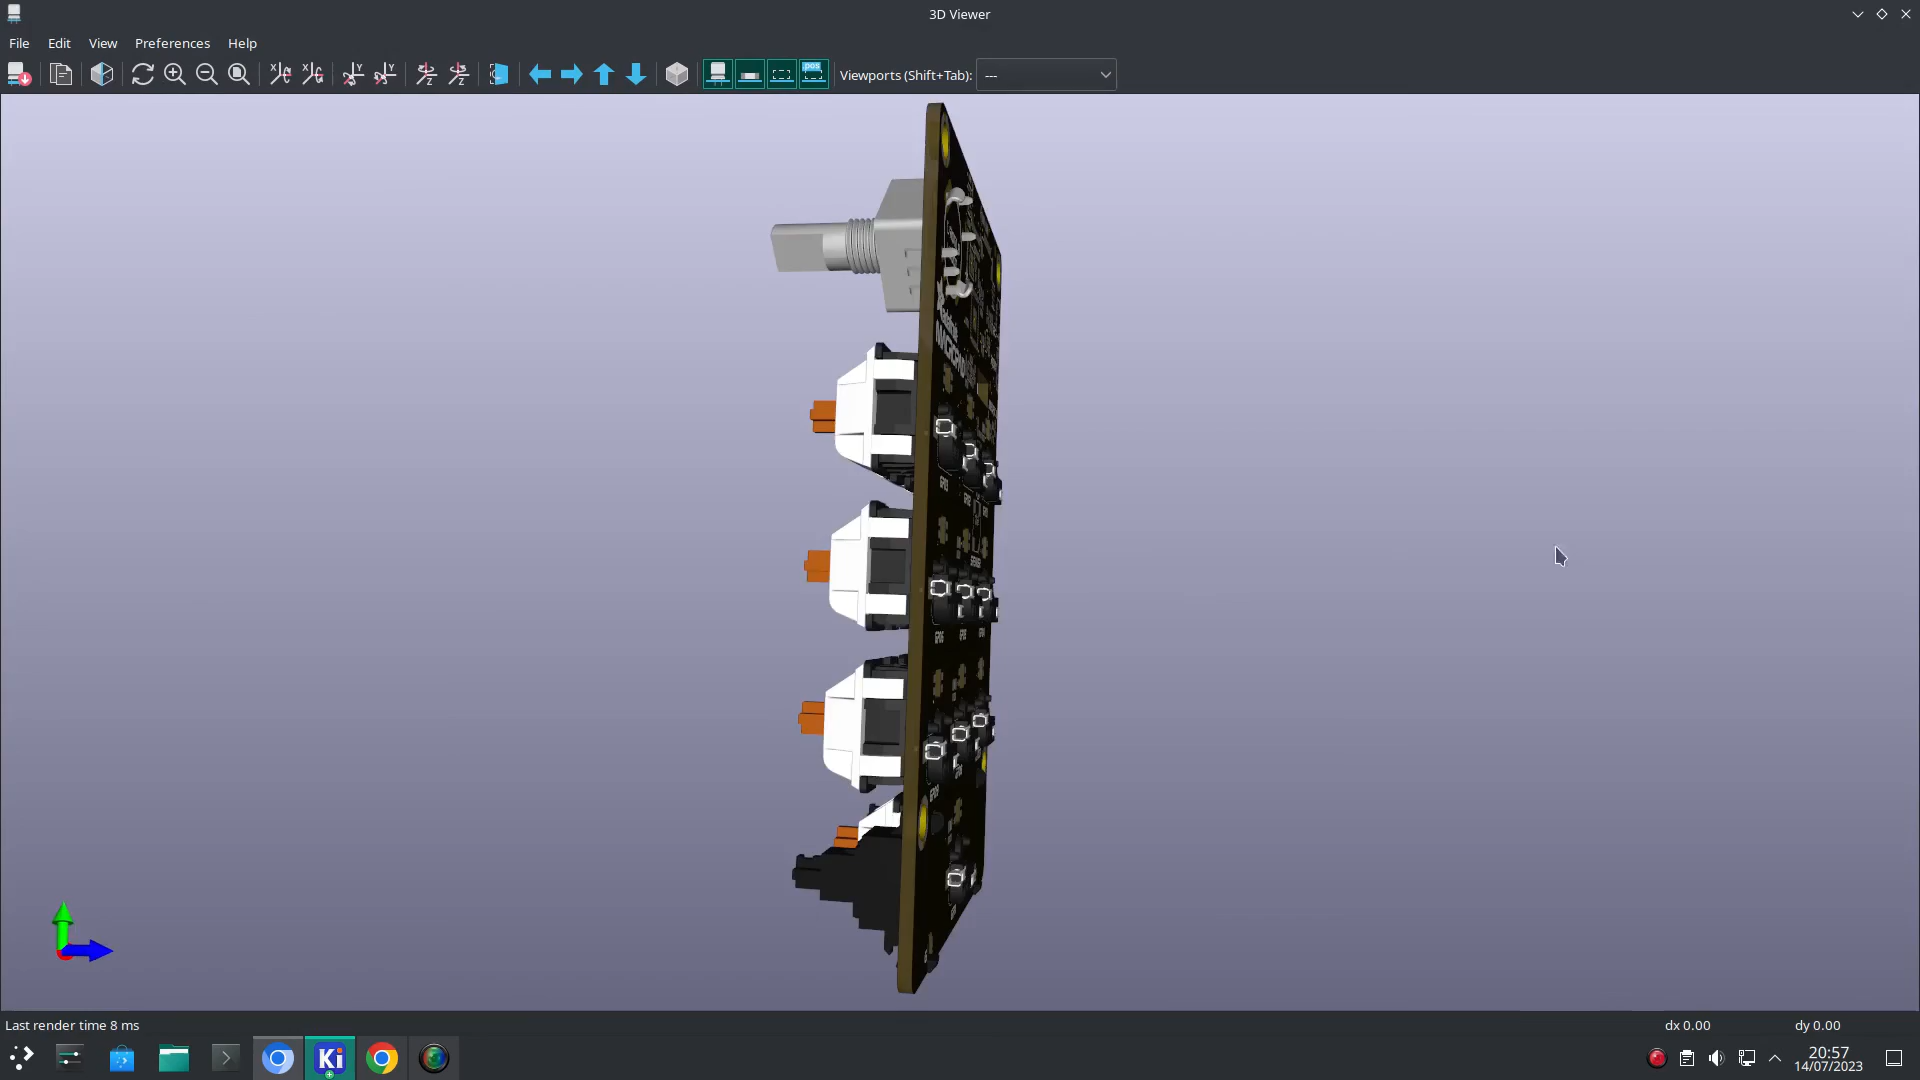 3D Viewer
File Edit View Preferences Help
Viewports (Shift+Tab): ---
Last render time 8 ms
dx 0.00 dy 0.00
20:57
14/07/2023